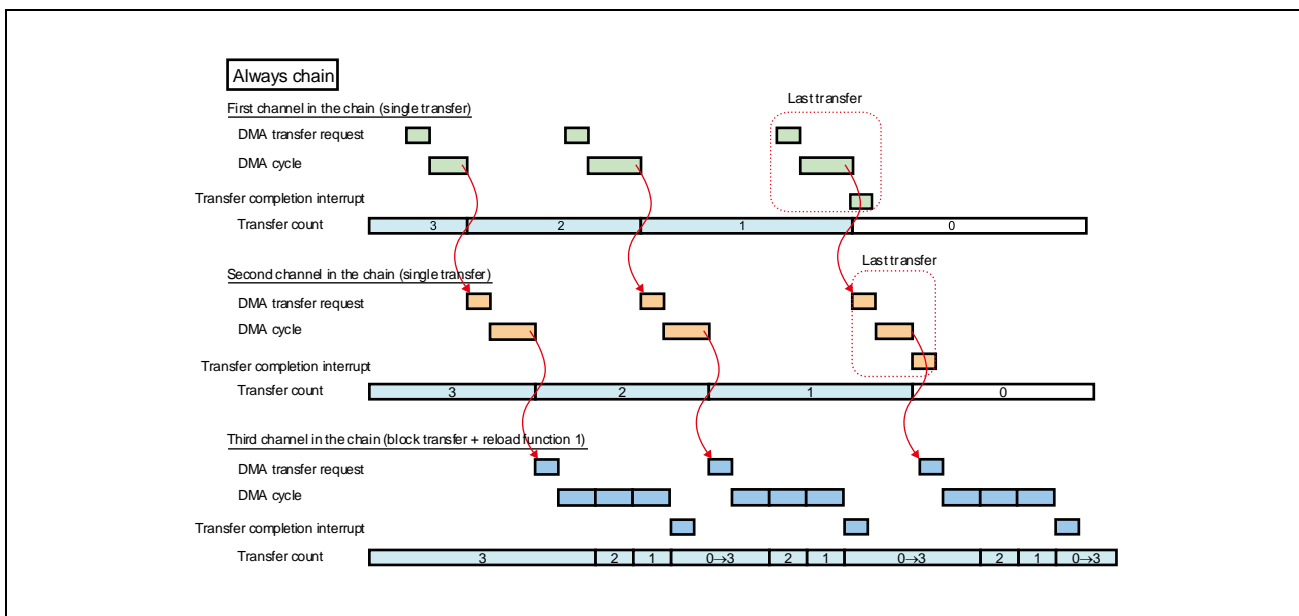 Always chain
Last transfer
First channel in the chain (single transfer)
DMA transfer request
DMA cycle
Transfer completion interrupt
Transfer count 3 2 1 0
Last transfer
Second channel in the chain (single transfer)
DMA transfer request
DMA cycle
Transfer completion interrupt
Transfer count 3 2 1 0
Third channel in the chain (block transfer + reload function 1)
DMA transfer request
DMA cycle
Transfer completion interrupt
Transfer count 3 2 1 0→3 2 1 0→3 2 1 0→3